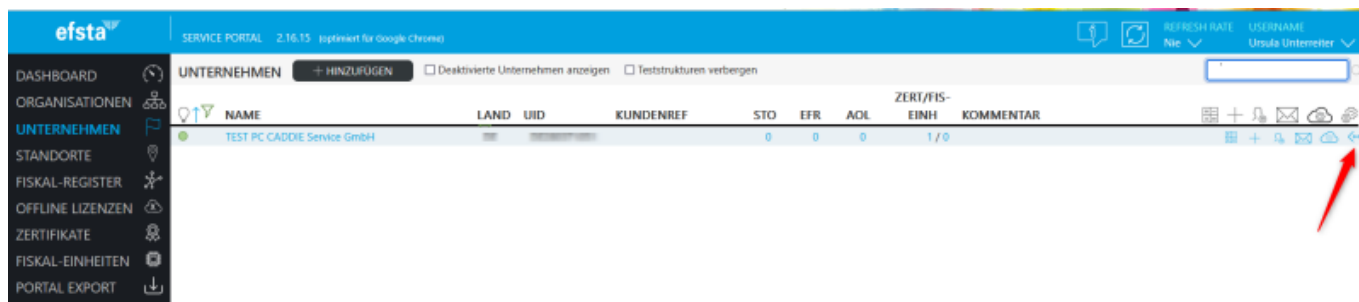 efsta
SERVICE PORTAL 2.16.15 (optimiert für Google Chrome)
REFRESH RATE
Nie
USERNAME
Ursula Unterreiter
DASHBOARD
ORGANISATIONEN
UNTERNEHMEN
STANDORTE
FISKAL-REGISTER
OFFLINE LIZENZEN
ZERTIFIKATE
FISKAL-EINHEITEN
PORTAL EXPORT
UNTERNEHMEN + HINZUFÜGEN Deaktivierte Unternehmen anzeigen Teststrukturen verbergen
NAME LAND UID KUNDENREF STO EFR AOL ZERT/FIS-
EINH KOMMENTAR
TEST PC CADDIE Service GmbH 0 0 0 1 / 0